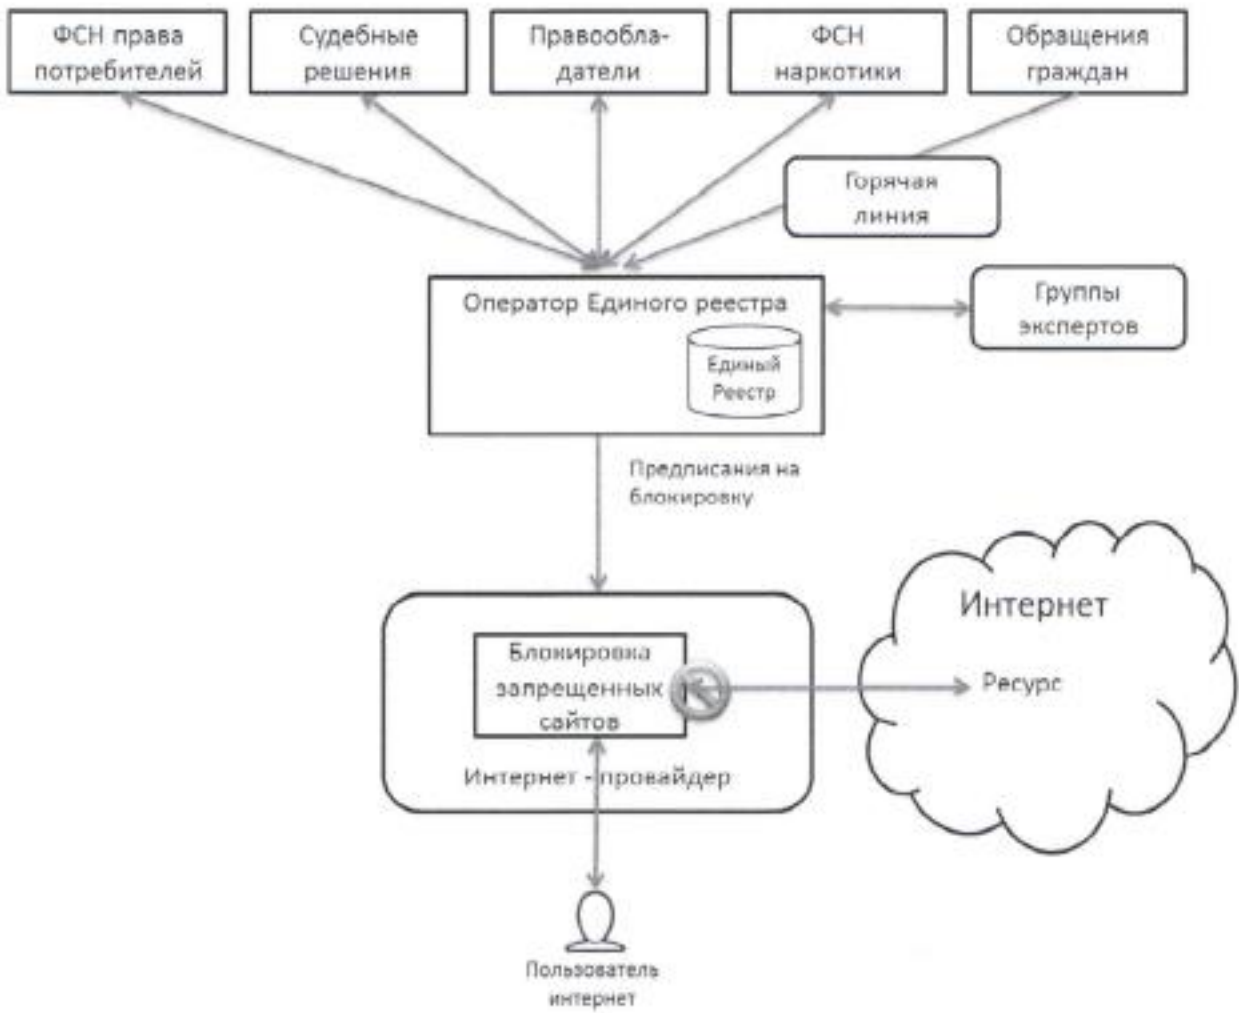 ФСН права
потребителей
Судебные
решения
Правообла-
датели
ФСН
наркотики
Обращения
граждан
Горячая
линия
Оператор Единого реестра
Группы
экспертов
Единый
Реестр
Предписания на
блокировку
Интернет
Ресурс
Блокировка
запрещенных
сайтов
Интернет - провайдер
Пользователь
интернет